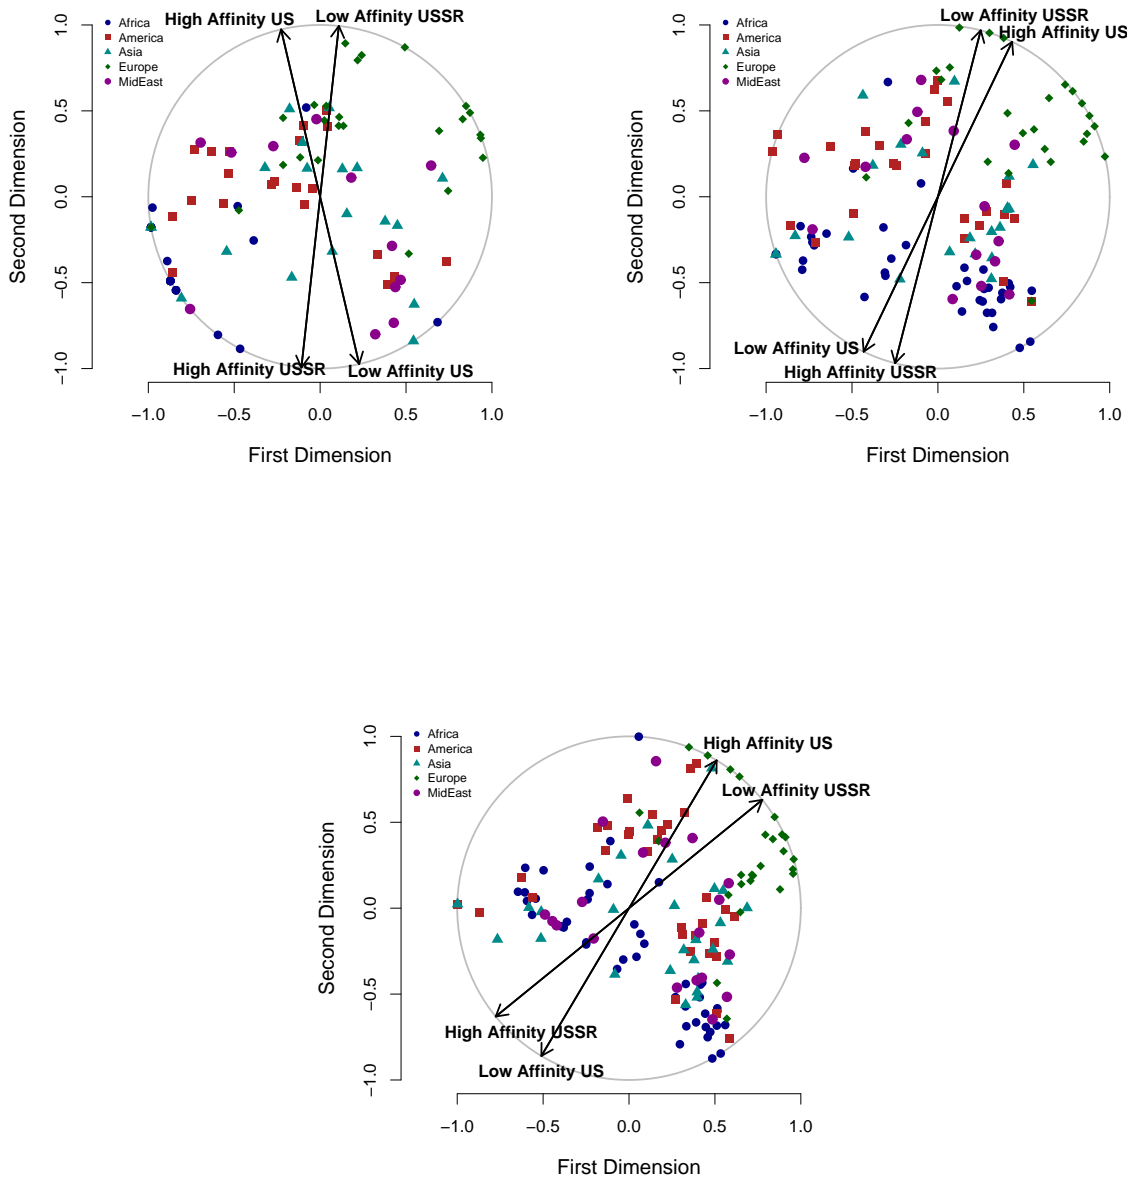 High Affinity US
Low Affinity USSR
Africa
America
Asia
Europe
MidEast
1.0
0.5
0.0
−0.5
−1.0
Second Dimension
High Affinity USSR
Low Affinity US
−1.0
−0.5
0.0
0.5
1.0
First Dimension
Low Affinity USSR
High Affinity US
Africa
America
Asia
Europe
MidEast
1.0
0.5
0.0
−0.5
−1.0
Second Dimension
Low Affinity US
High Affinity USSR
−1.0
−0.5
0.0
0.5
1.0
First Dimension
Africa
America
Asia
Europe
MidEast
High Affinity US
Low Affinity USSR
1.0
0.5
0.0
−0.5
−1.0
Second Dimension
High Affinity USSR
Low Affinity US
−1.0
−0.5
0.0
0.5
1.0
First Dimension